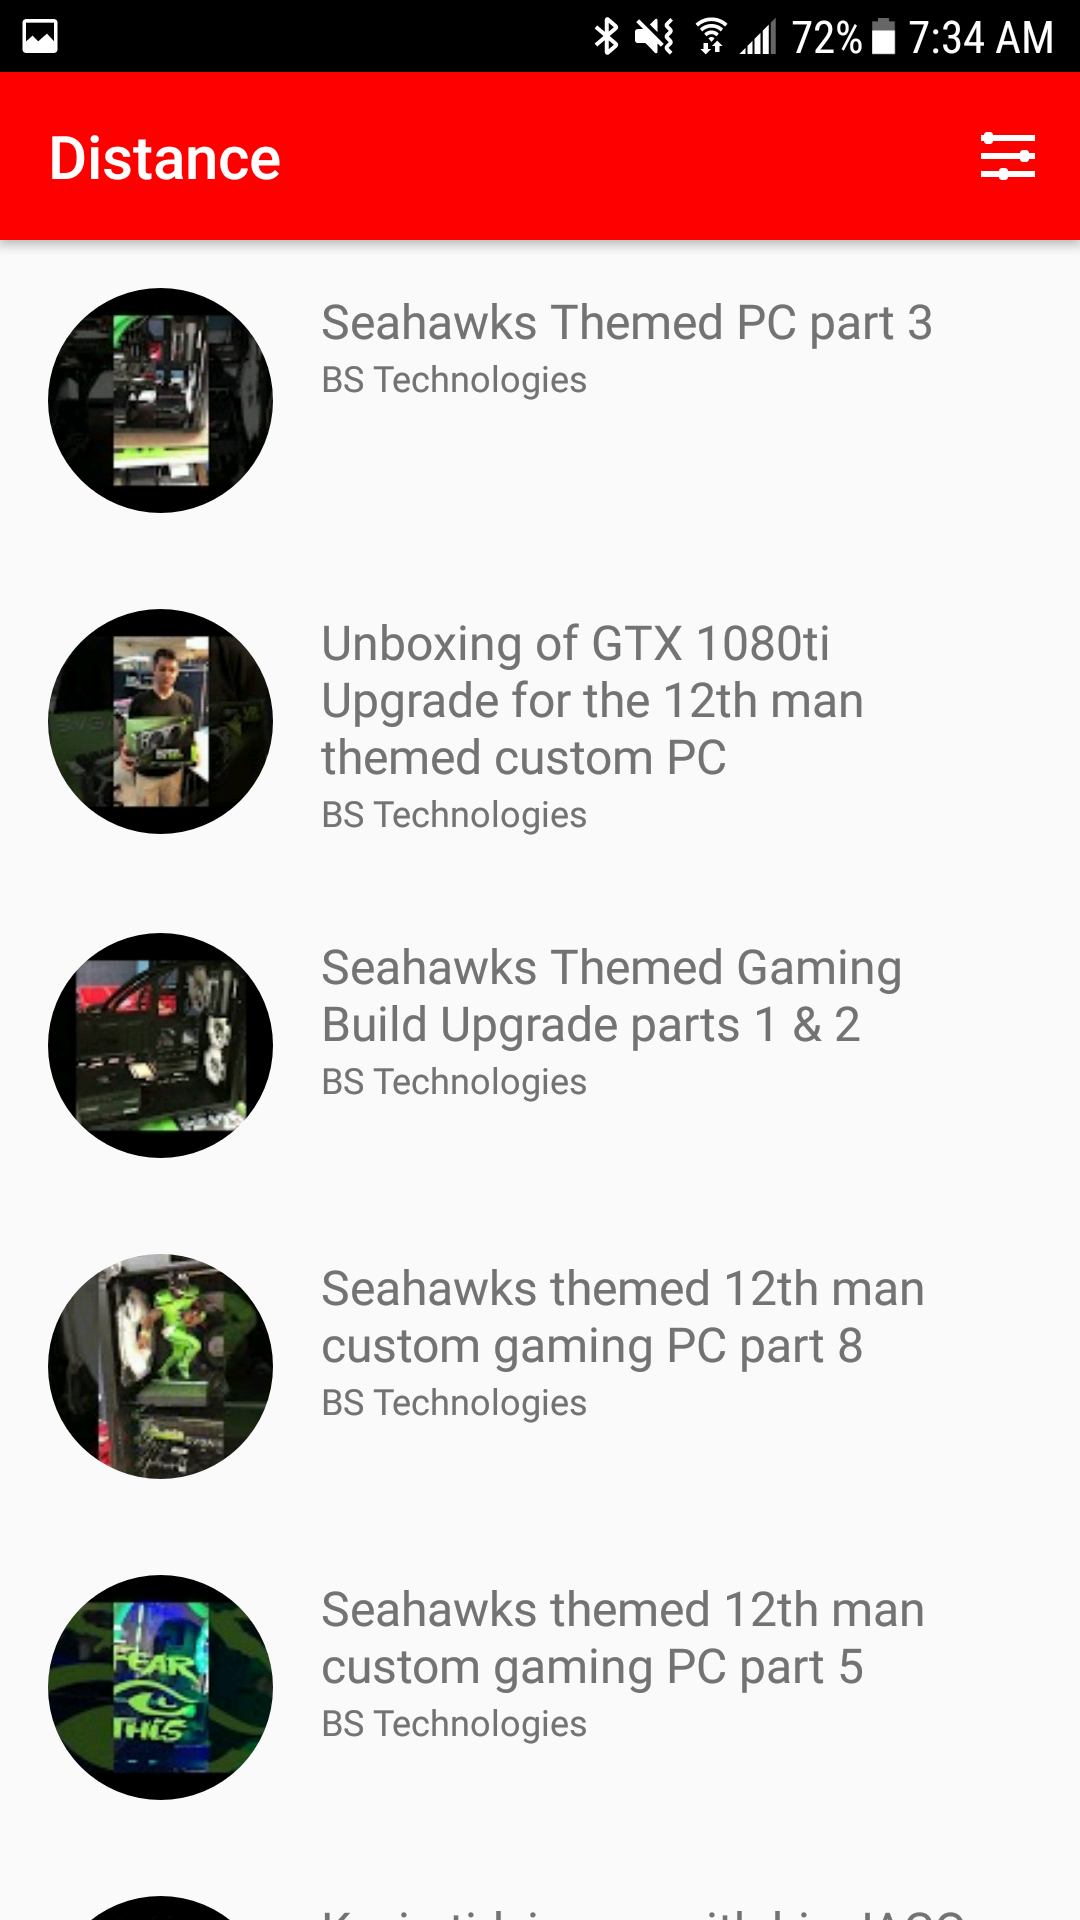 72% 7:34 AM
Distance
Seahawks Themed PC part 3
BS Technologies
Unboxing of GTX 1080ti
Upgrade for the 12th man
themed custom PC
BS Technologies
Seahawks Themed Gaming
Build Upgrade parts 1 & 2
BS Technologies
Seahawks themed 12th man
custom gaming PC part 8
BS Technologies
FEAR
THIS
Seahawks themed 12th man
custom gaming PC part 5
BS Technologies